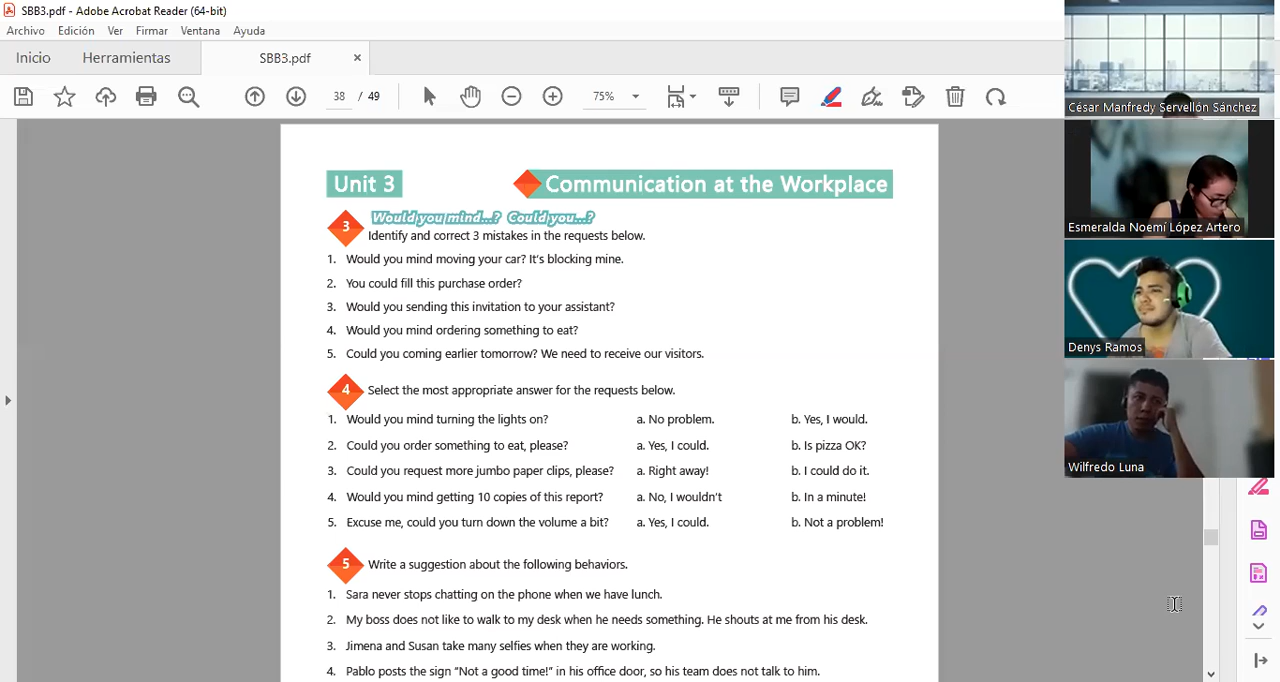 SBB3.pdf - Adobe Acrobat Reader (64-bit)
Archivo Edición Ver Firmar Ventana Ayuda
Inicio Herramientas SBB3.pdf ×
38 / 49 75%
Unit 3 Communication at the Workplace
3 Would you mind...? Could you...?
Identify and correct 3 mistakes in the requests below.
1. Would you mind moving your car? It's blocking mine.
2. You could fill this purchase order?
3. Would you sending this invitation to your assistant?
4. Would you mind ordering something to eat?
5. Could you coming earlier tomorrow? We need to receive our visitors.
4 Select the most appropriate answer for the requests below.
1. Would you mind turning the lights on? a. No problem. b. Yes, I would.
2. Could you order something to eat, please? a. Yes, I could. b. Is pizza OK?
3. Could you request more jumbo paper clips, please? a. Right away! b. I could do it.
4. Would you mind getting 10 copies of this report? a. No, I wouldn't b. In a minute!
5. Excuse me, could you turn down the volume a bit? a. Yes, I could. b. Not a problem!
5 Write a suggestion about the following behaviors.
1. Sara never stops chatting on the phone when we have lunch.
2. My boss does not like to walk to my desk when he needs something. He shouts at me from his desk.
3. Jimena and Susan take many selfies when they are working.
4. Pablo posts the sign "Not a good time!" in his office door, so his team does not talk to him.
César Manfredy Servellón Sánchez
Esmeralda Noemí López Artero
Denys Ramos
Wilfredo Luna